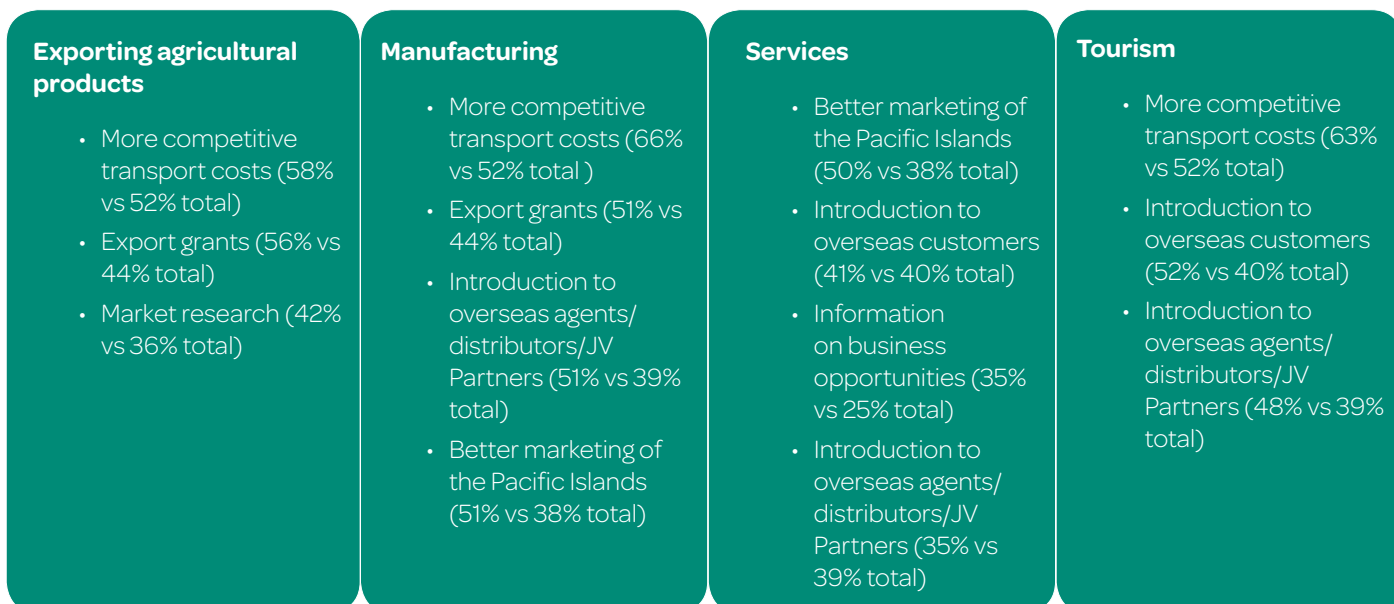 Exporting agricultural
products
• More competitive
transport costs (58%
vs 52% total)
• Export grants (56% vs
44% total)
• Market research (42%
vs 36% total)
Manufacturing
• More competitive
transport costs (66%
vs 52% total )
• Export grants (51% vs
44% total)
• Introduction to
overseas agents/
distributors/JV
Partners (51% vs 39%
total)
• Better marketing of
the Pacific Islands
(51% vs 38% total)
Services
• Better marketing of
the Pacific Islands
(50% vs 38% total)
• Introduction to
overseas customers
(41% vs 40% total)
• Information
on business
opportunities (35%
vs 25% total)
• Introduction to
overseas agents/
distributors/JV
Partners (35% vs
39% total)
Tourism
• More competitive
transport costs (63%
vs 52% total)
• Introduction to
overseas customers
(52% vs 40% total)
• Introduction to
overseas agents/
distributors/JV
Partners (48% vs 39%
total)